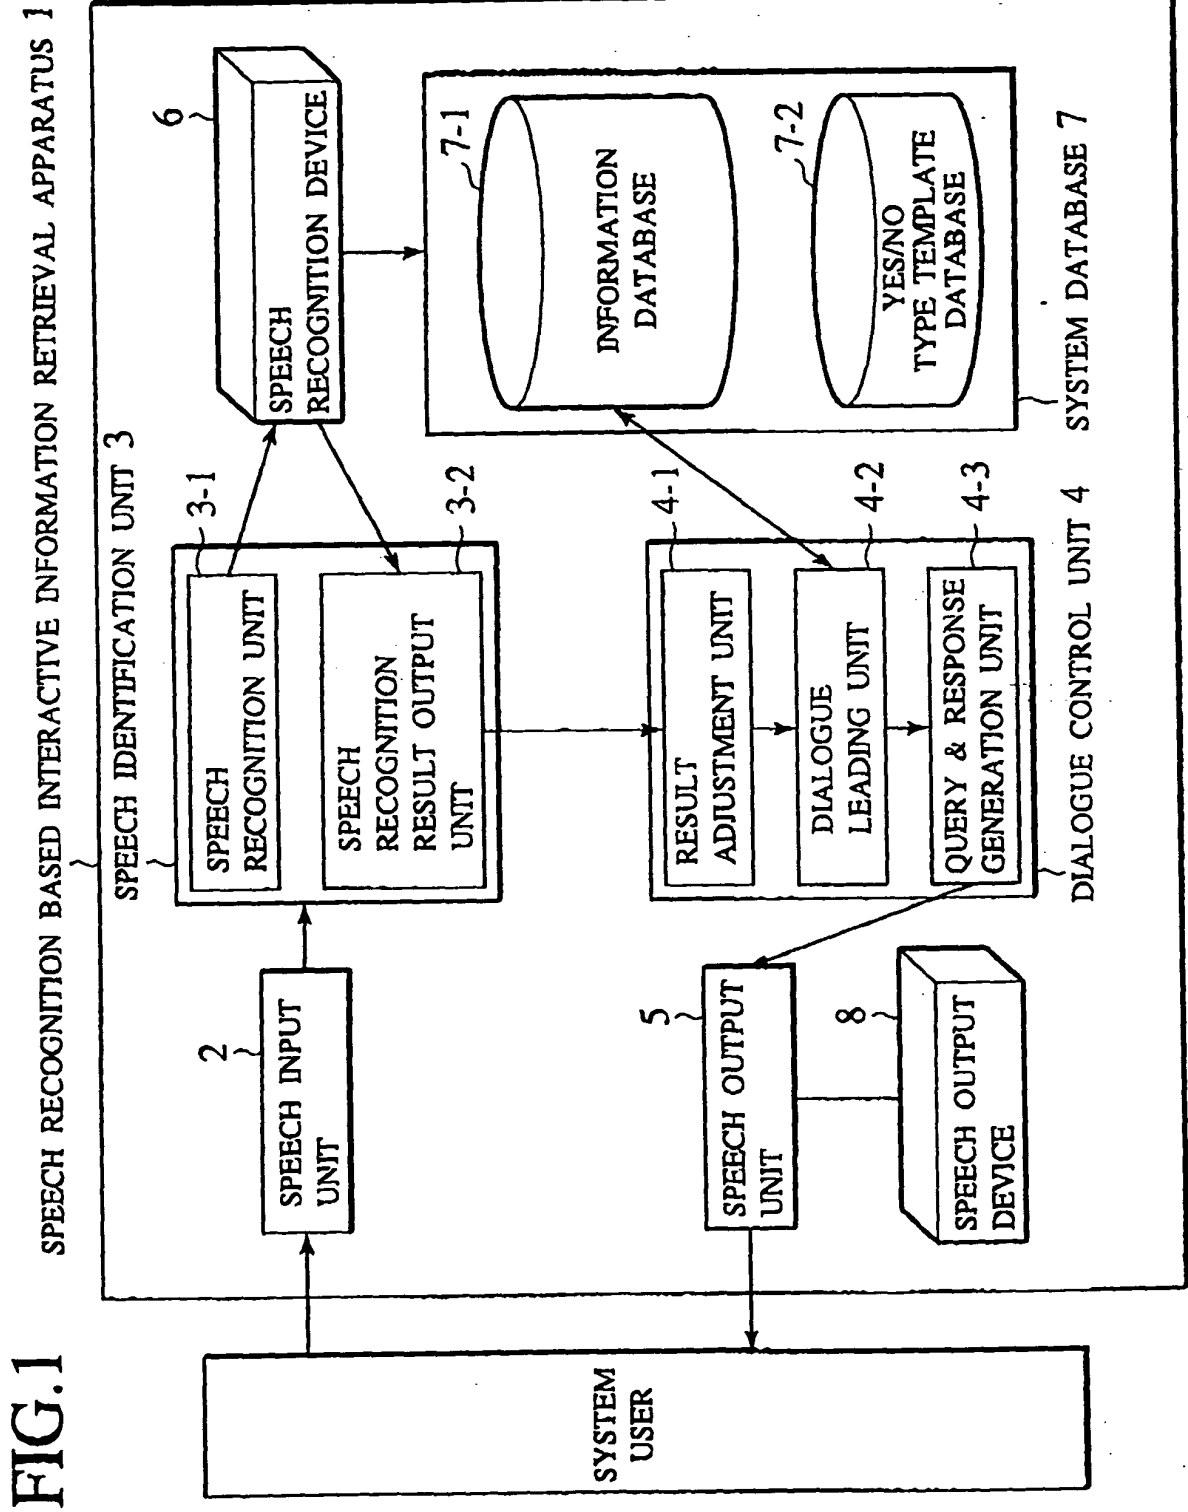 FIG.1
SPEECH RECOGNITION BASED INTERACTIVE INFORMATION RETRIEVAL APPARATUS 1
SPEECH IDENTIFICATION UNIT 3
SYSTEM
USER
2
SPEECH INPUT
UNIT
3-1
SPEECH
RECOGNITION UNIT
3-2
SPEECH
RECOGNITION
RESULT OUTPUT
UNIT
6
SPEECH
RECOGNITION DEVICE
7-1
INFORMATION
DATABASE
7-2
YES/NO
TYPE TEMPLATE
DATABASE
SYSTEM DATABASE 7
4-1
RESULT
ADJUSTMENT UNIT
4-2
DIALOGUE
LEADING UNIT
4-3
QUERY & RESPONSE
GENERATION UNIT
DIALOGUE CONTROL UNIT 4
5
SPEECH OUTPUT
UNIT
8
SPEECH OUTPUT
DEVICE